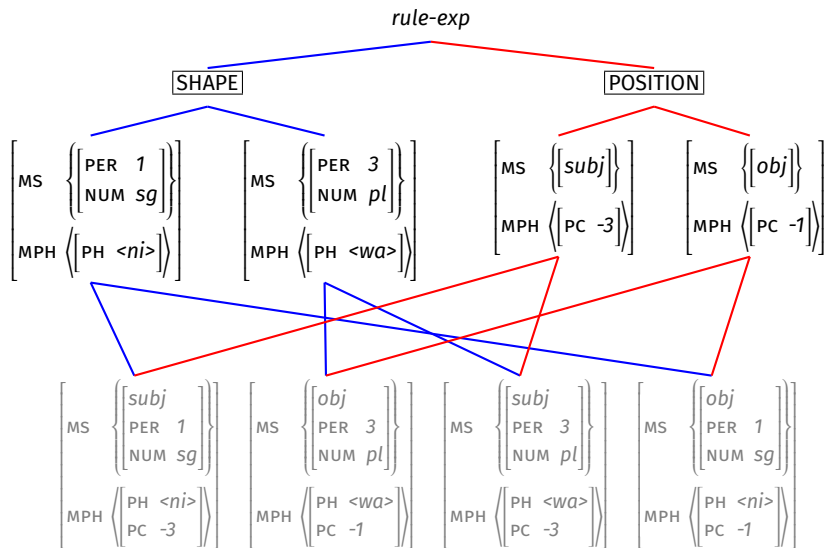 rule-exp
SHAPE POSITION
[MS {[PER 1 NUM sg]} MPH ⟨[PH <ni>]⟩]
[MS {[PER 3 NUM pl]} MPH ⟨[PH <wa>]⟩]
[MS {[subj]} MPH ⟨[PC -3]⟩]
[MS {[obj]} MPH ⟨[PC -1]⟩]
[MS {[subj PER 1 NUM sg]} MPH ⟨[PH <ni> PC -3]⟩]
[MS {[obj PER 3 NUM pl]} MPH ⟨[PH <wa> PC -1]⟩]
[MS {[subj PER 3 NUM pl]} MPH ⟨[PH <wa> PC -3]⟩]
[MS {[obj PER 1 NUM sg]} MPH ⟨[PH <ni> PC -1]⟩]